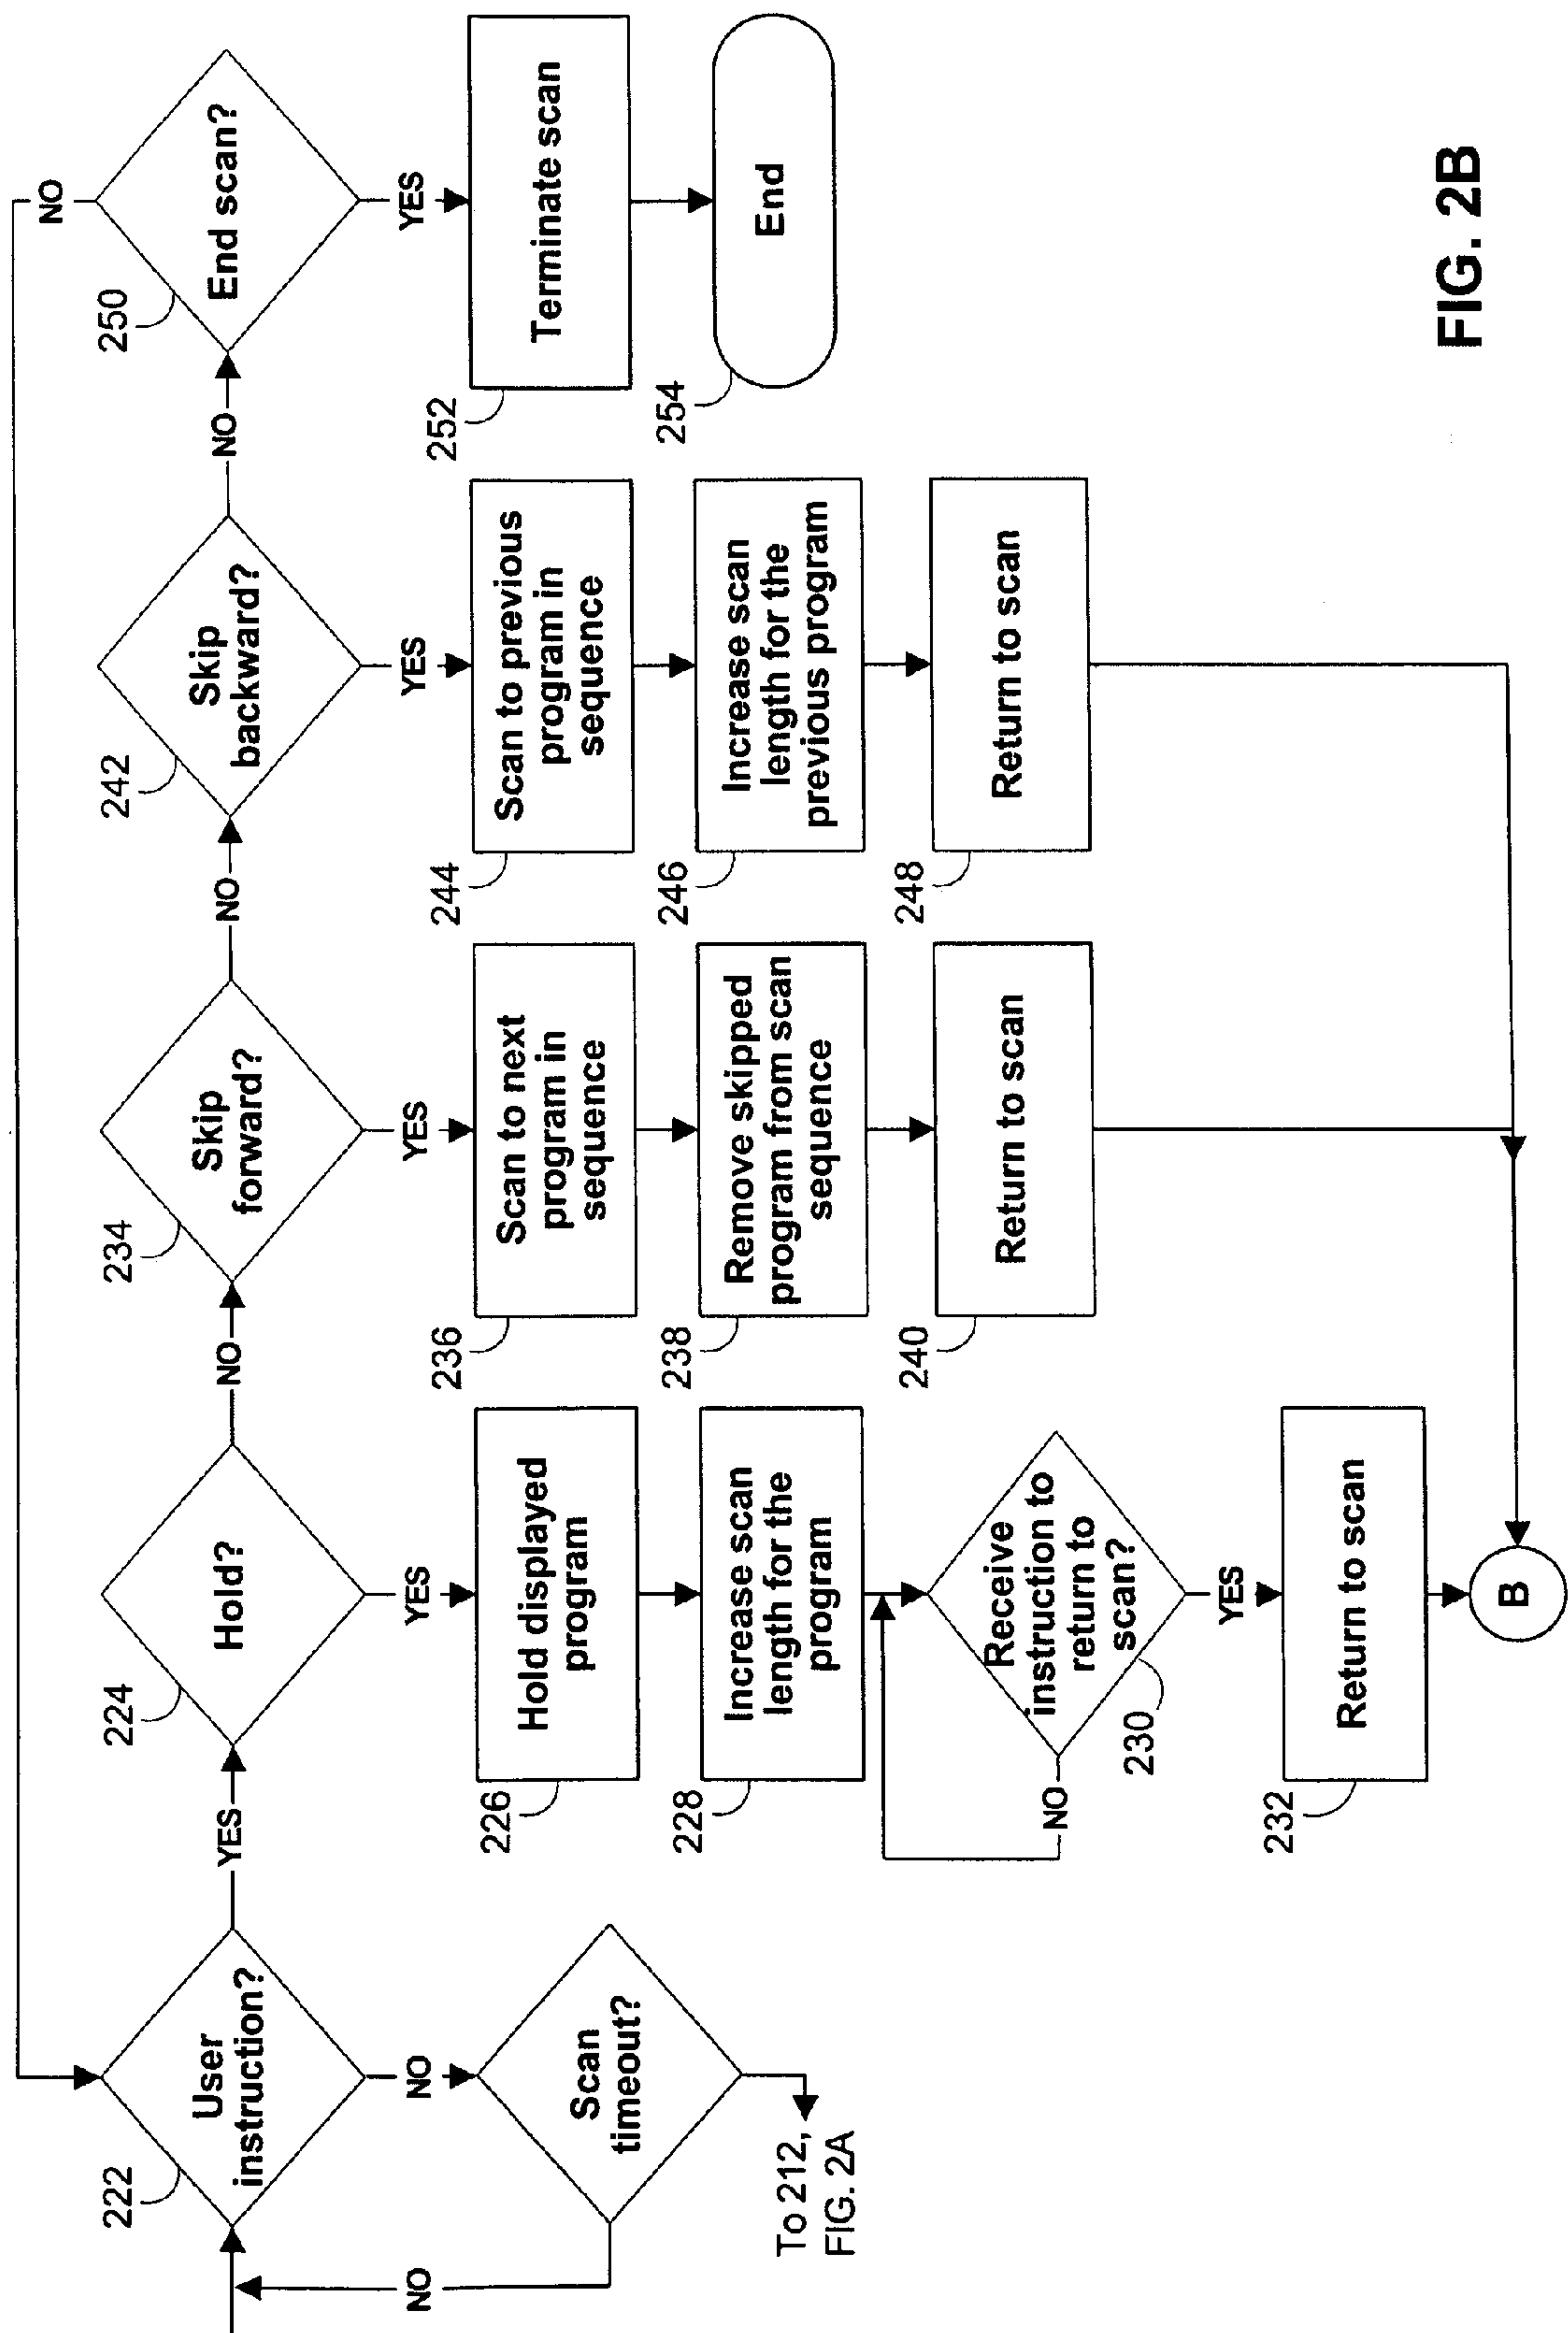 222
User
instruction?
YES
224
Hold?
NO
234
Skip
forward?
NO
242
Skip
backward?
NO
250
End scan?
NO
NO
NO
Scan
timeout?
To 212,
FIG. 2A
YES
226
Hold displayed
program
228
Increase scan
length for the
program
NO
230
Receive
instruction to
return to
scan?
YES
232
Return to scan
B
YES
236
Scan to next
program in
sequence
238
Remove skipped
program from scan
sequence
240
Return to scan
YES
244
Scan to previous
program in
sequence
246
Increase scan
length for the
previous program
248
Return to scan
YES
252
Terminate scan
254
End
FIG. 2B